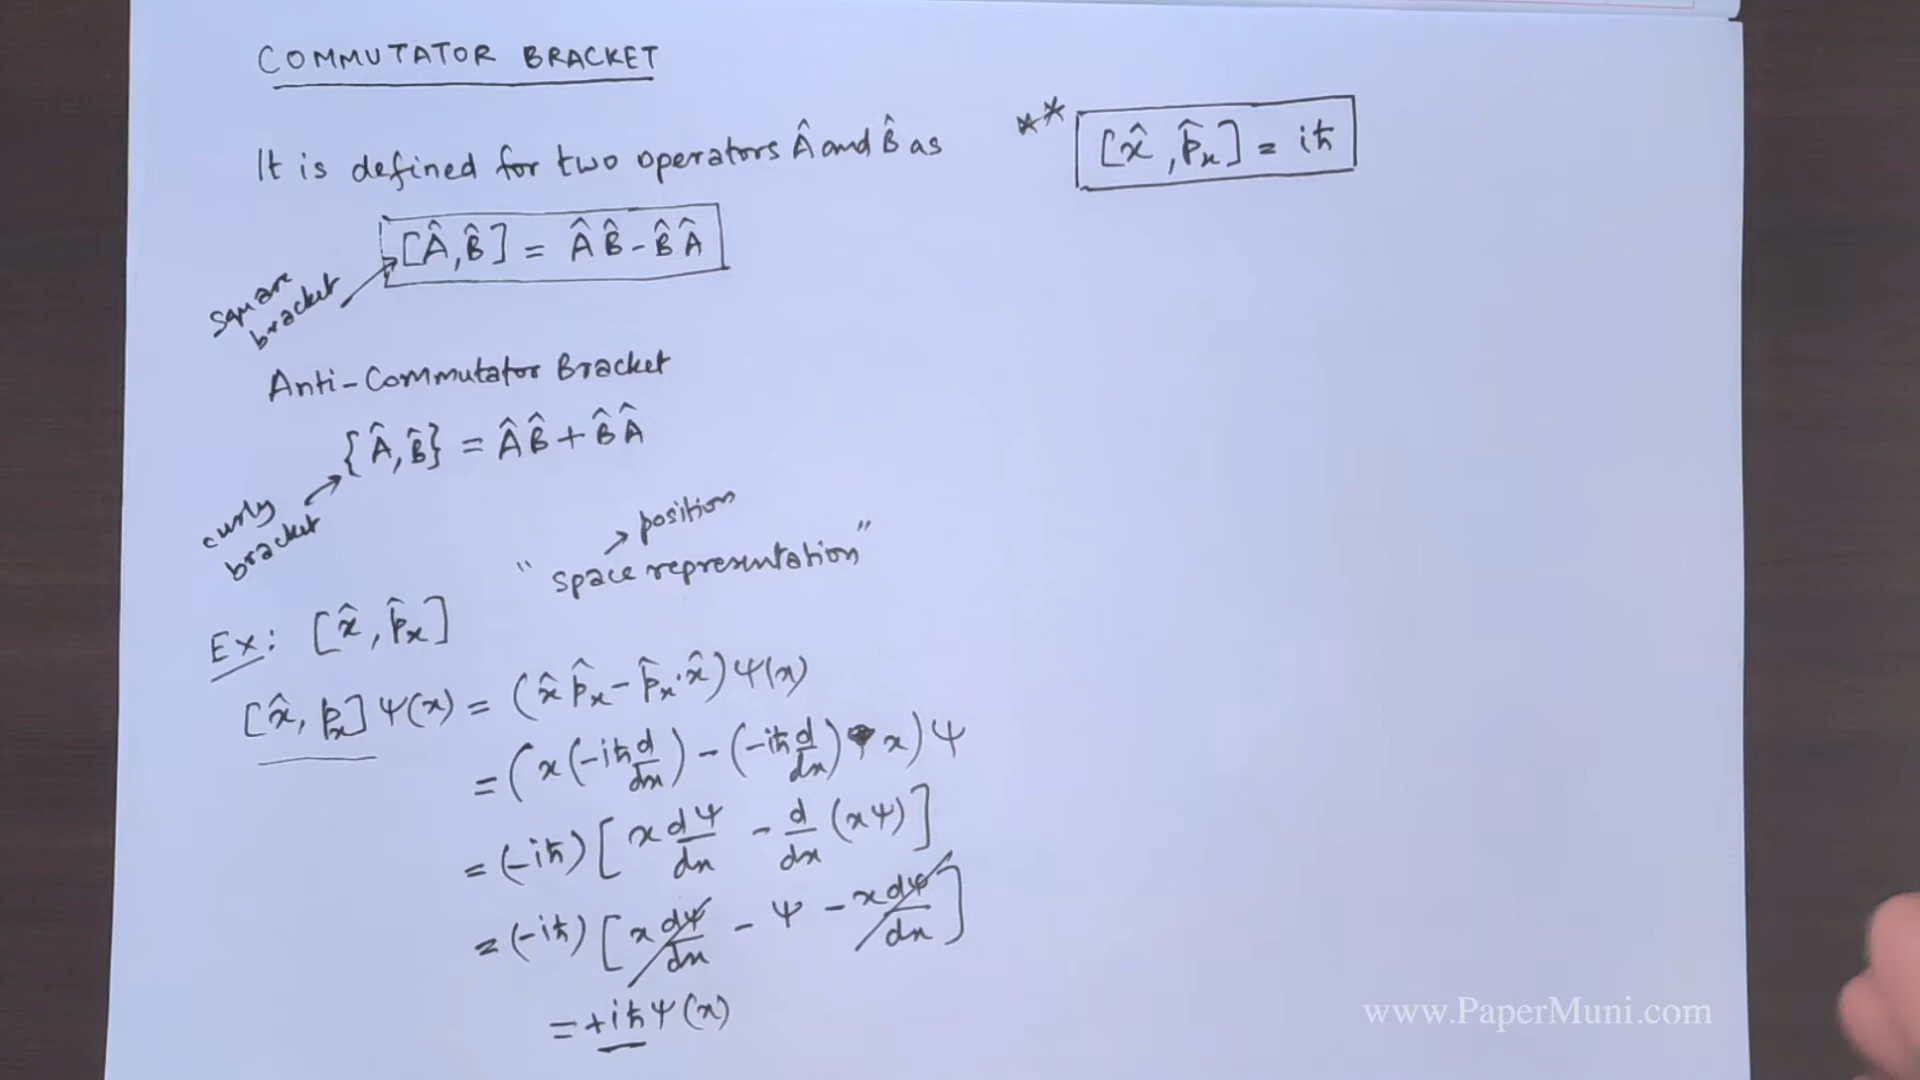 COMMUTATOR BRACKET
It is defined for two operators Â and B̂ as
[Â,B̂] = ÂB̂-B̂Â
square
bracket
Anti-Commutator Bracket
{Â,B̂} = ÂB̂+B̂Â
curly
bracket
position
"space representation"
Ex: [x̂,p̂ₓ]
[x̂,pₓ]Ψ(x) = (x̂p̂ₓ-p̂ₓ·x̂)Ψ(x)
= (x(-iħ d/dx) - (-iħ d/dx) x)Ψ
= (-iħ)[x dΨ/dx - d/dx (xΨ)]
= (-iħ)[x dΨ/dx - Ψ - x dΨ/dx]
= +iħΨ(x)
** [x̂,p̂ₓ] = iħ
www.PaperMuni.com